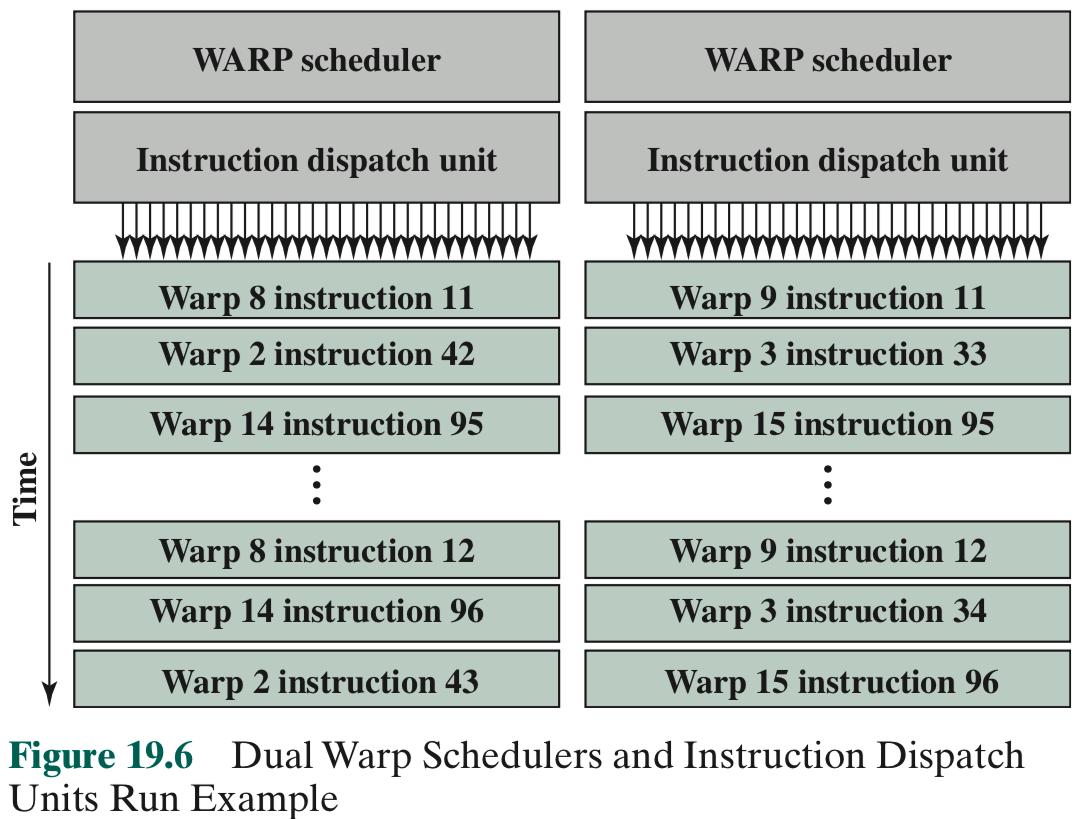 WARP scheduler
Instruction dispatch unit
Warp 8 instruction 11
Warp 2 instruction 42
Warp 14 instruction 95
Warp 8 instruction 12
Warp 14 instruction 96
Warp 2 instruction 43
WARP scheduler
Instruction dispatch unit
Warp 9 instruction 11
Warp 3 instruction 33
Warp 15 instruction 95
Warp 9 instruction 12
Warp 3 instruction 34
Warp 15 instruction 96
Time
Figure 19.6 Dual Warp Schedulers and Instruction Dispatch
Units Run Example